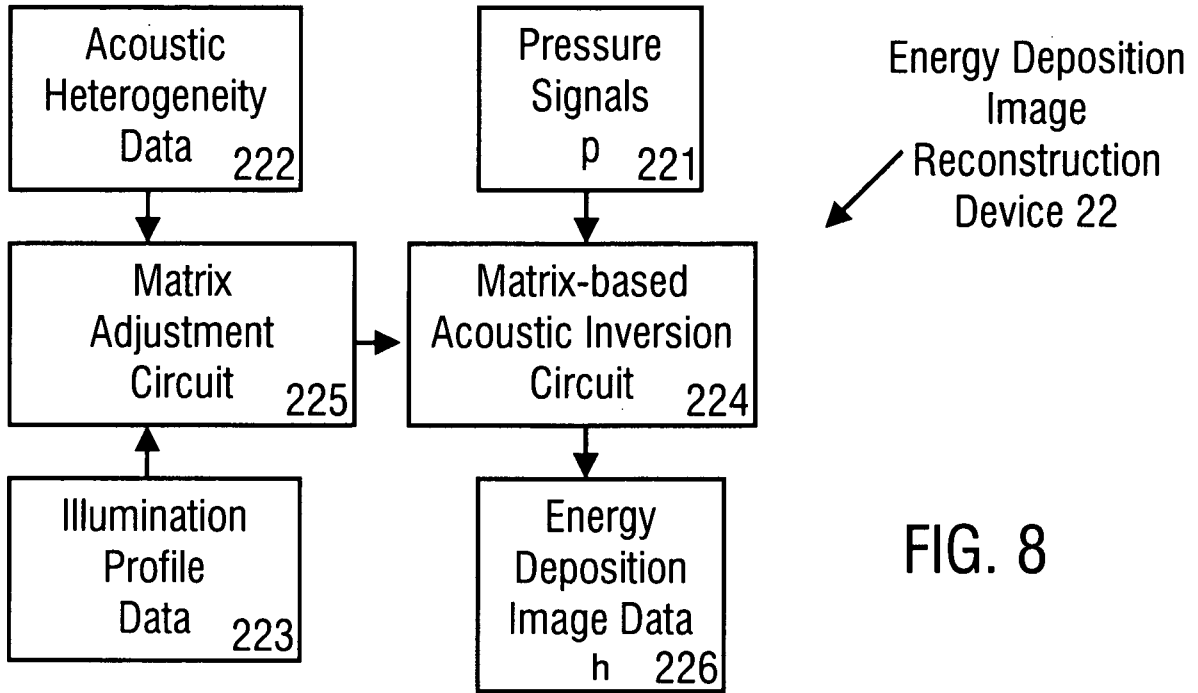 Acoustic
Heterogeneity
Data 222
Pressure
Signals
p 221
Energy Deposition
Image
Reconstruction
Device 22
Matrix
Adjustment
Circuit 225
Matrix-based
Acoustic Inversion
Circuit 224
Illumination
Profile
Data 223
Energy
Deposition
Image Data
h 226
FIG. 8